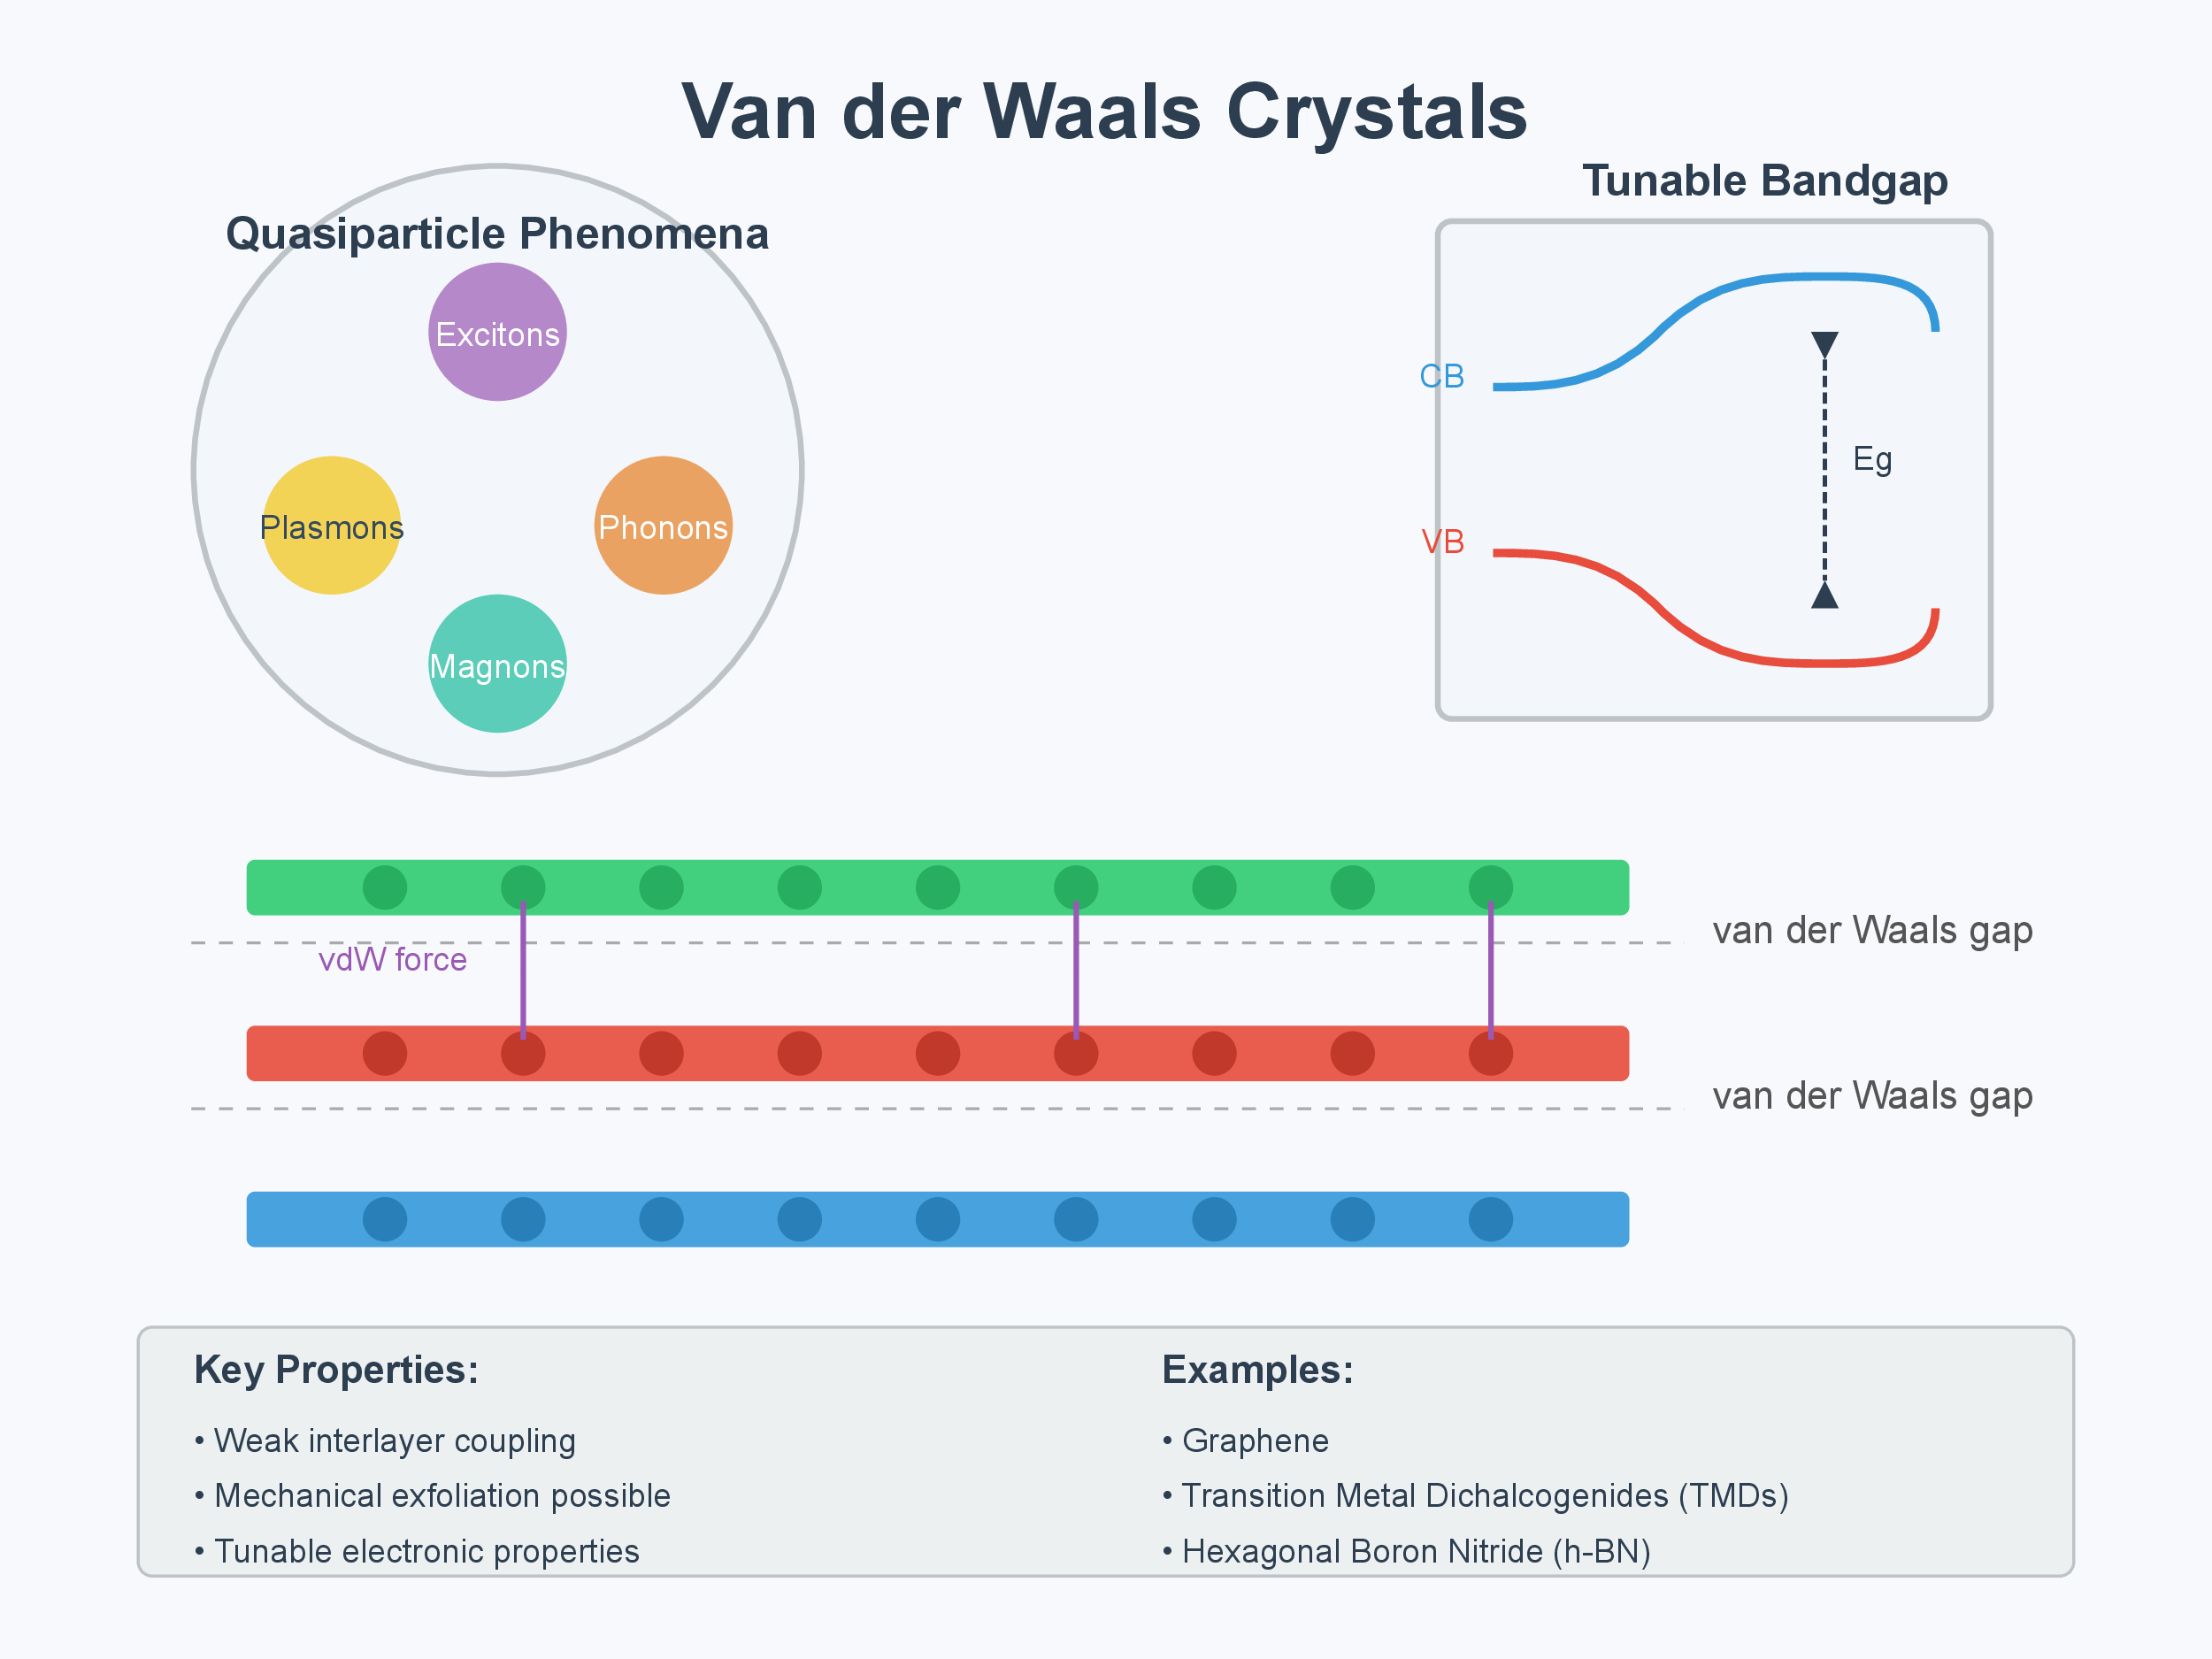 Van der Waals Crystals
Quasiparticle Phenomena
Excitons
Plasmons
Phonons
Magnons
Tunable Bandgap
CB
Eg
VB
van der Waals gap
vdW force
van der Waals gap
Key Properties:
• Weak interlayer coupling
• Mechanical exfoliation possible
• Tunable electronic properties
Examples:
• Graphene
• Transition Metal Dichalcogenides (TMDs)
• Hexagonal Boron Nitride (h-BN)